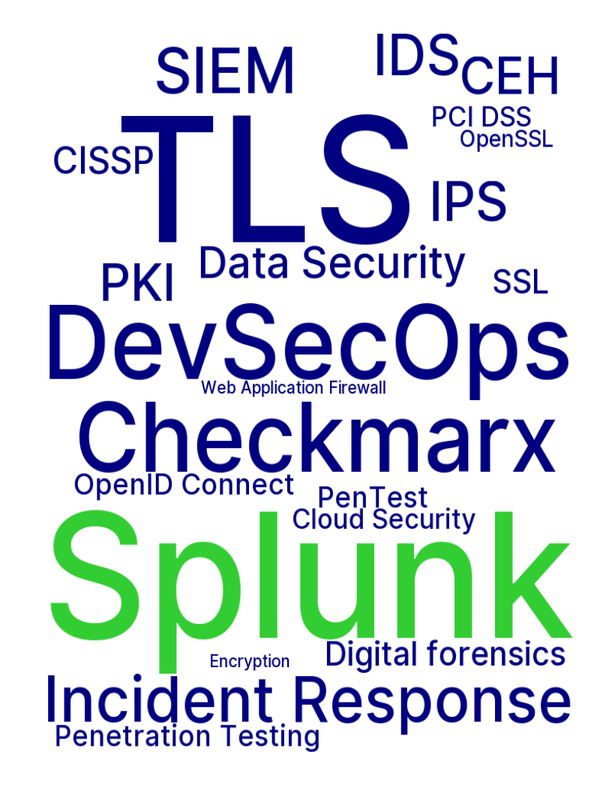 SIEM
IDS
CEH
TLS
PCI DSS
OpenSSL
CISSP
IPS
Data Security
PKI
SSL
DevSecOps
Web Application Firewall
Checkmarx
OpenID Connect
PenTest
Cloud Security
Splunk
Digital forensics
Encryption
Incident Response
Penetration Testing